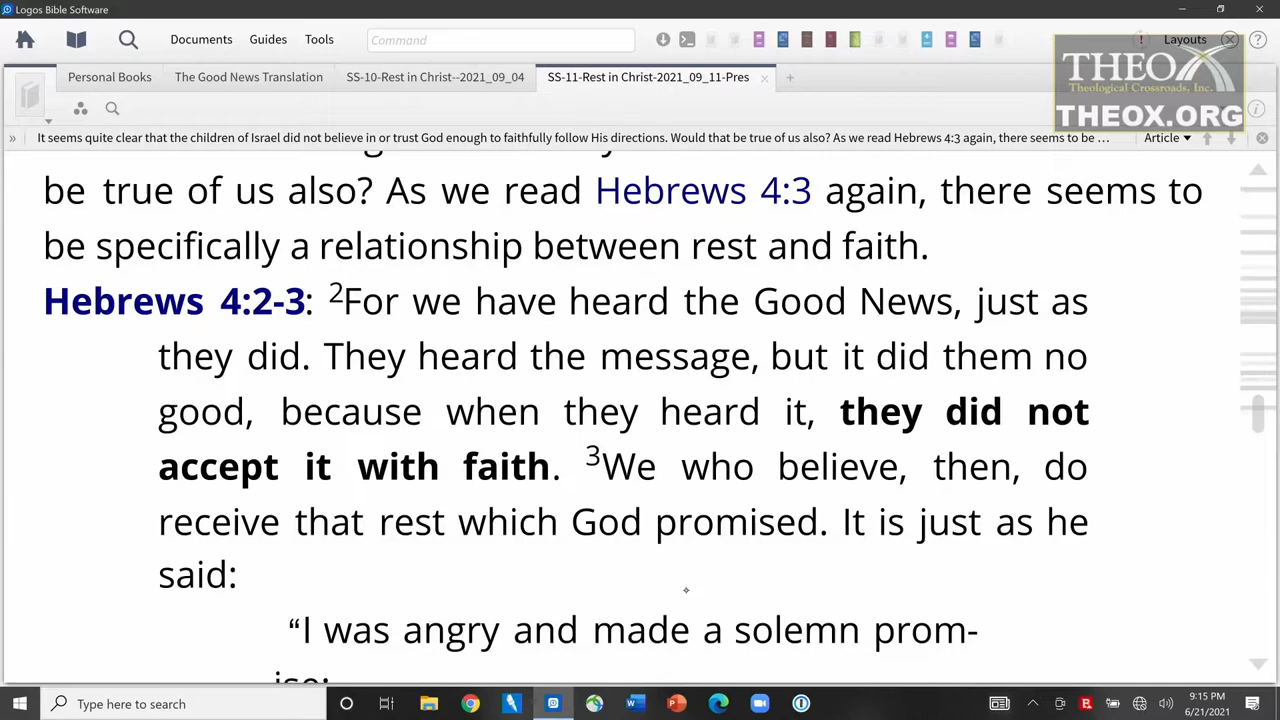 Logos Bible Software
Documents Guides Tools Command Layouts
Personal Books The Good News Translation SS-10-Rest in Christ--2021_09_04 SS-11-Rest in Christ-2021_09_11-Pres
THEOX
Theological Crossroads, Inc.
THEOX.ORG
» It seems quite clear that the children of Israel did not believe in or trust God enough to faithfully follow His directions. Would that be true of us also? As we read Hebrews 4:3 again, there seems to be … Article
be true of us also? As we read Hebrews 4:3 again, there seems to
be specifically a relationship between rest and faith.
Hebrews 4:2-3: 2For we have heard the Good News, just as
they did. They heard the message, but it did them no
good, because when they heard it, they did not
accept it with faith. 3We who believe, then, do
receive that rest which God promised. It is just as he
said:
“I was angry and made a solemn prom-
ise:
Type here to search
9:15 PM
6/21/2021